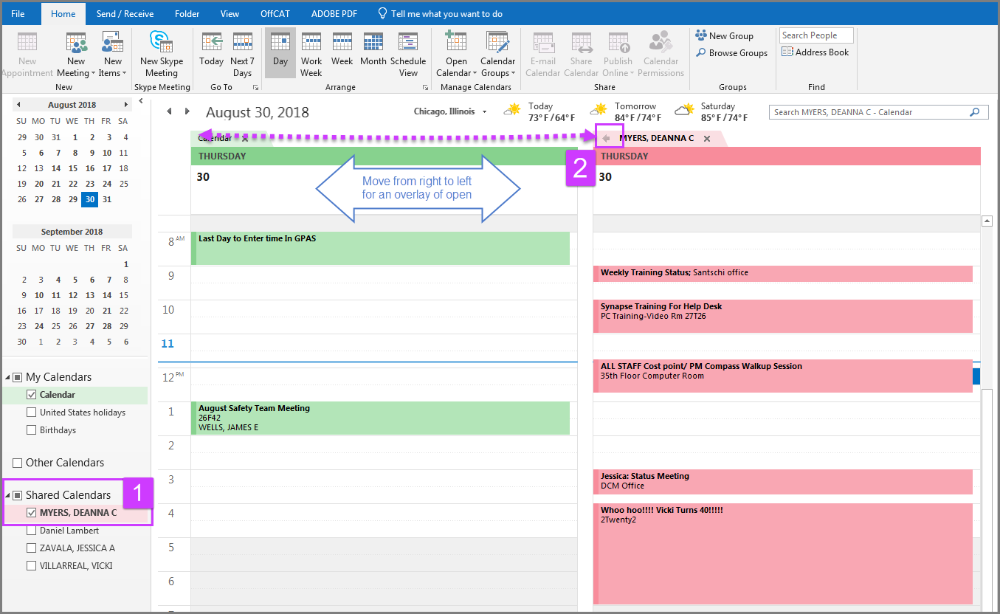 File Home Send / Receive Folder View OffCAT ADOBE PDF Tell me what you want to do
New Appointment
New Meeting
New Items
New
New Skype Meeting
Skype Meeting
Today
Next 7 Days
Go To
Day
Work Week
Week
Month
Schedule View
Arrange
Open Calendar
Calendar Groups
Manage Calendars
E-mail Calendar
Share Calendar
Publish Online
Calendar Permissions
Share
New Group
Browse Groups
Groups
Search People
Address Book
Find
August 2018
SU MO TU WE TH FR SA
29 30 31 1 2 3 4
5 6 7 8 9 10 11
12 13 14 15 16 17 18
19 20 21 22 23 24 25
26 27 28 29 30 31
September 2018
SU MO TU WE TH FR SA
1
2 3 4 5 6 7 8
9 10 11 12 13 14 15
16 17 18 19 20 21 22
23 24 25 26 27 28 29
30 1 2 3 4 5 6
My Calendars
Calendar
United States holidays
Birthdays
Other Calendars
Shared Calendars
1
MYERS, DEANNA C
Daniel Lambert
ZAVALA, JESSICA A
VILLARREAL, VICKI
August 30, 2018
Chicago, Illinois
Today
73°F/64°F
Tomorrow
84°F/74°F
Saturday
85°F/74°F
Search MYERS, DEANNA C - Calendar
Calendar
THURSDAY
30
Move from right to left
for an overlay of open
2
MYERS, DEANNA C
THURSDAY
30
8 AM
9
10
11
12 PM
1
2
3
4
5
6
Last Day to Enter time In GPAS
August Safety Team Meeting
26F42
WELLS, JAMES E
Weekly Training Status; Santschi office
Synapse Training For Help Desk
PC Training-Video Rm 27T26
ALL STAFF Cost point/ PM Compass Walkup Session
35th Floor Computer Room
Jessica: Status Meeting
DCM Office
Whoo hoo!!!! Vicki Turns 40!!!!!
2Twenty2